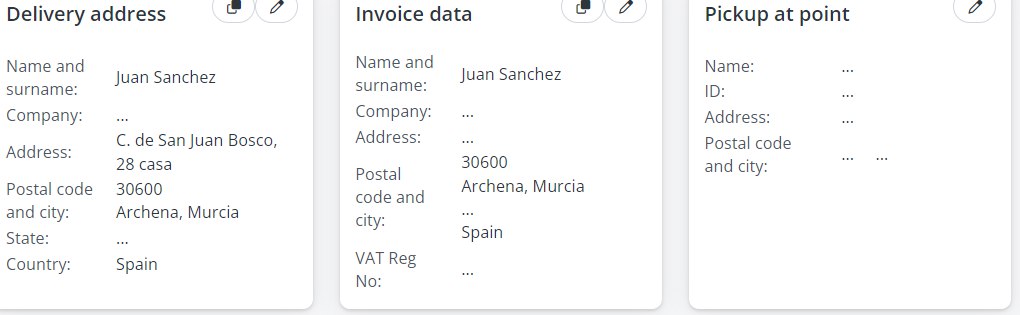 Delivery address
Name and surname: Juan Sanchez
Company: ...
Address: C. de San Juan Bosco,
28 casa
Postal code and city: 30600
Archena, Murcia
State: ...
Country: Spain
Invoice data
Name and surname: Juan Sanchez
Company: ...
Address: ...
Postal code and city: 30600
Archena, Murcia
...
Spain
VAT Reg No: ...
Pickup at point
Name: ...
ID: ...
Address: ...
Postal code and city: ... ...